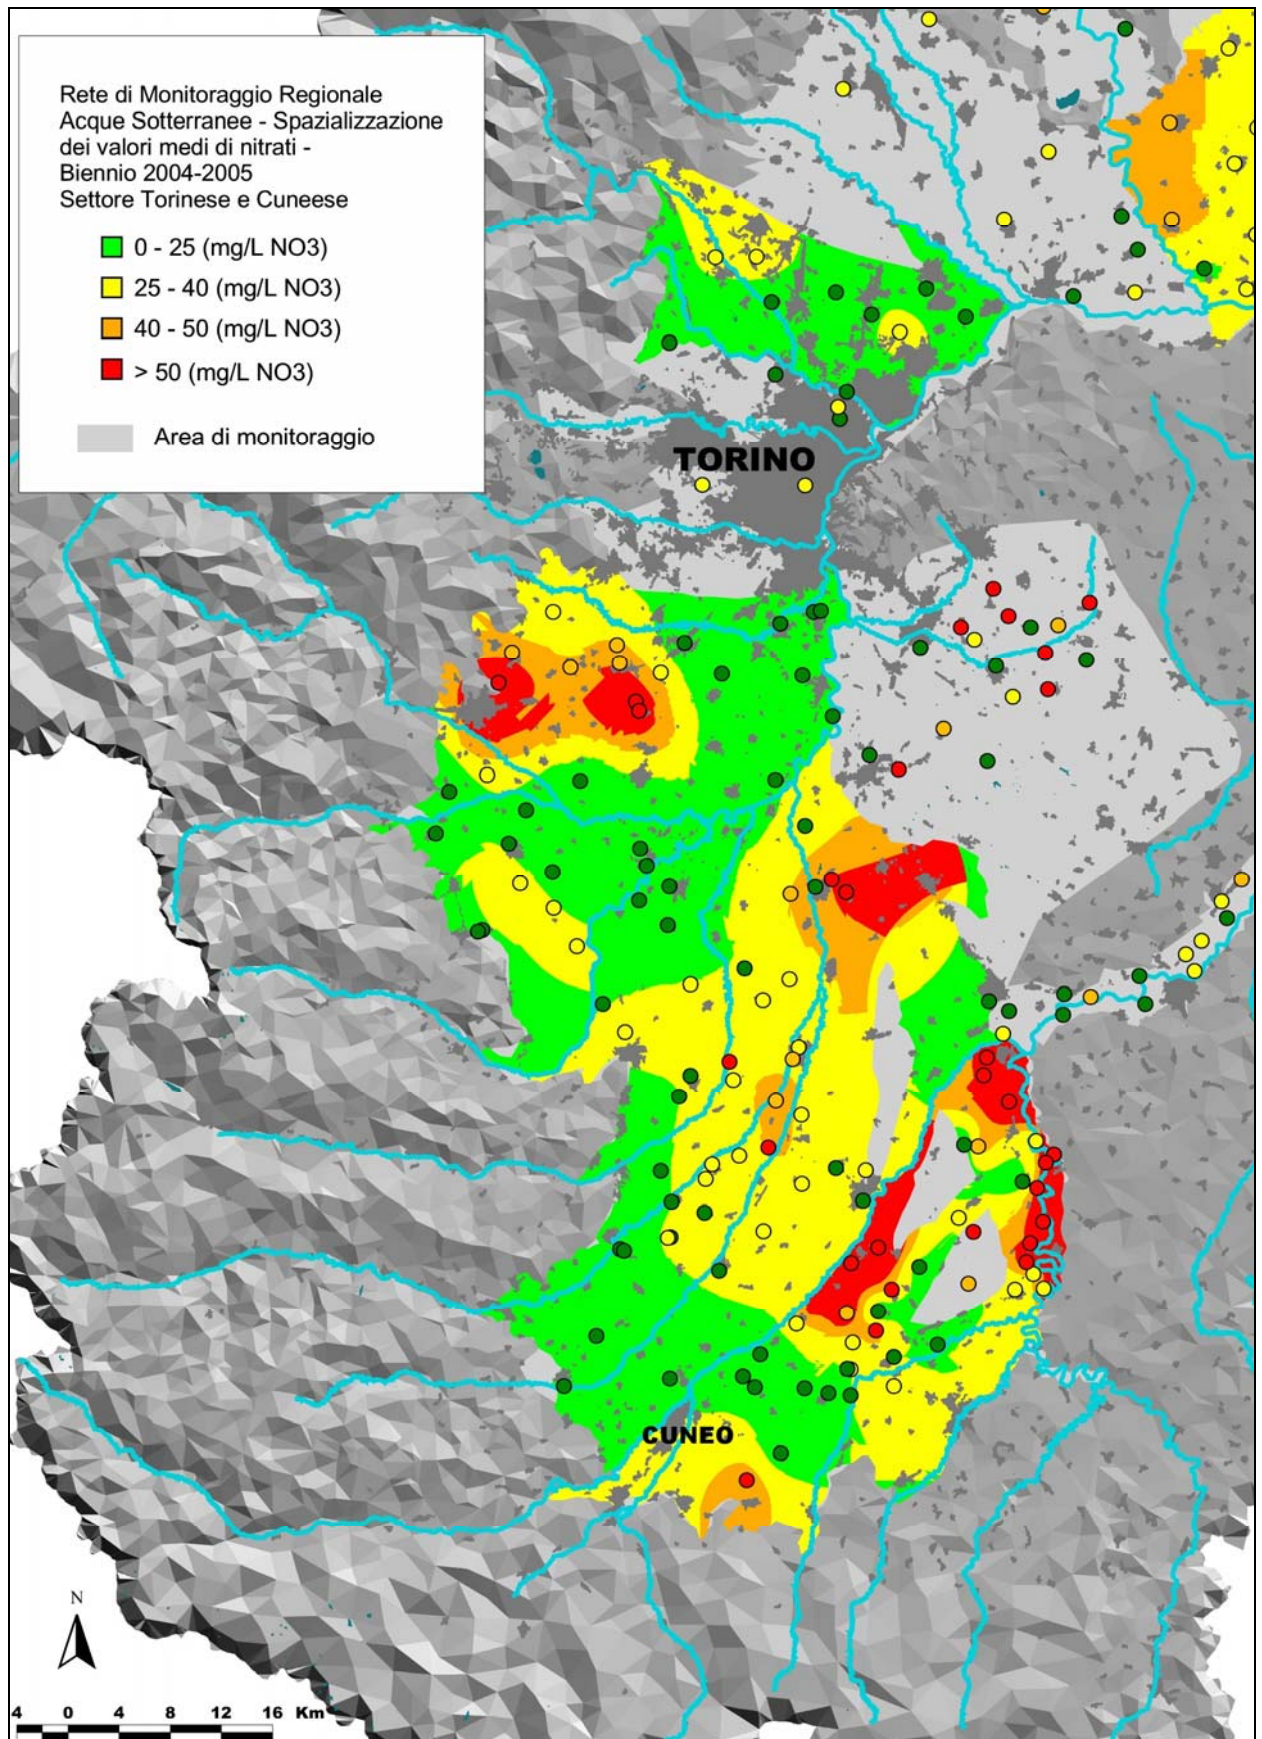 Rete di Monitoraggio Regionale
Acque Sotterranee - Spazializzazione
dei valori medi di nitrati -
Biennio 2004-2005
Settore Torinese e Cuneese
0 - 25 (mg/L NO3)
25 - 40 (mg/L NO3)
40 - 50 (mg/L NO3)
> 50 (mg/L NO3)
Area di monitoraggio
TORINO
CUNEO
N
4 0 4 8 12 16 Km